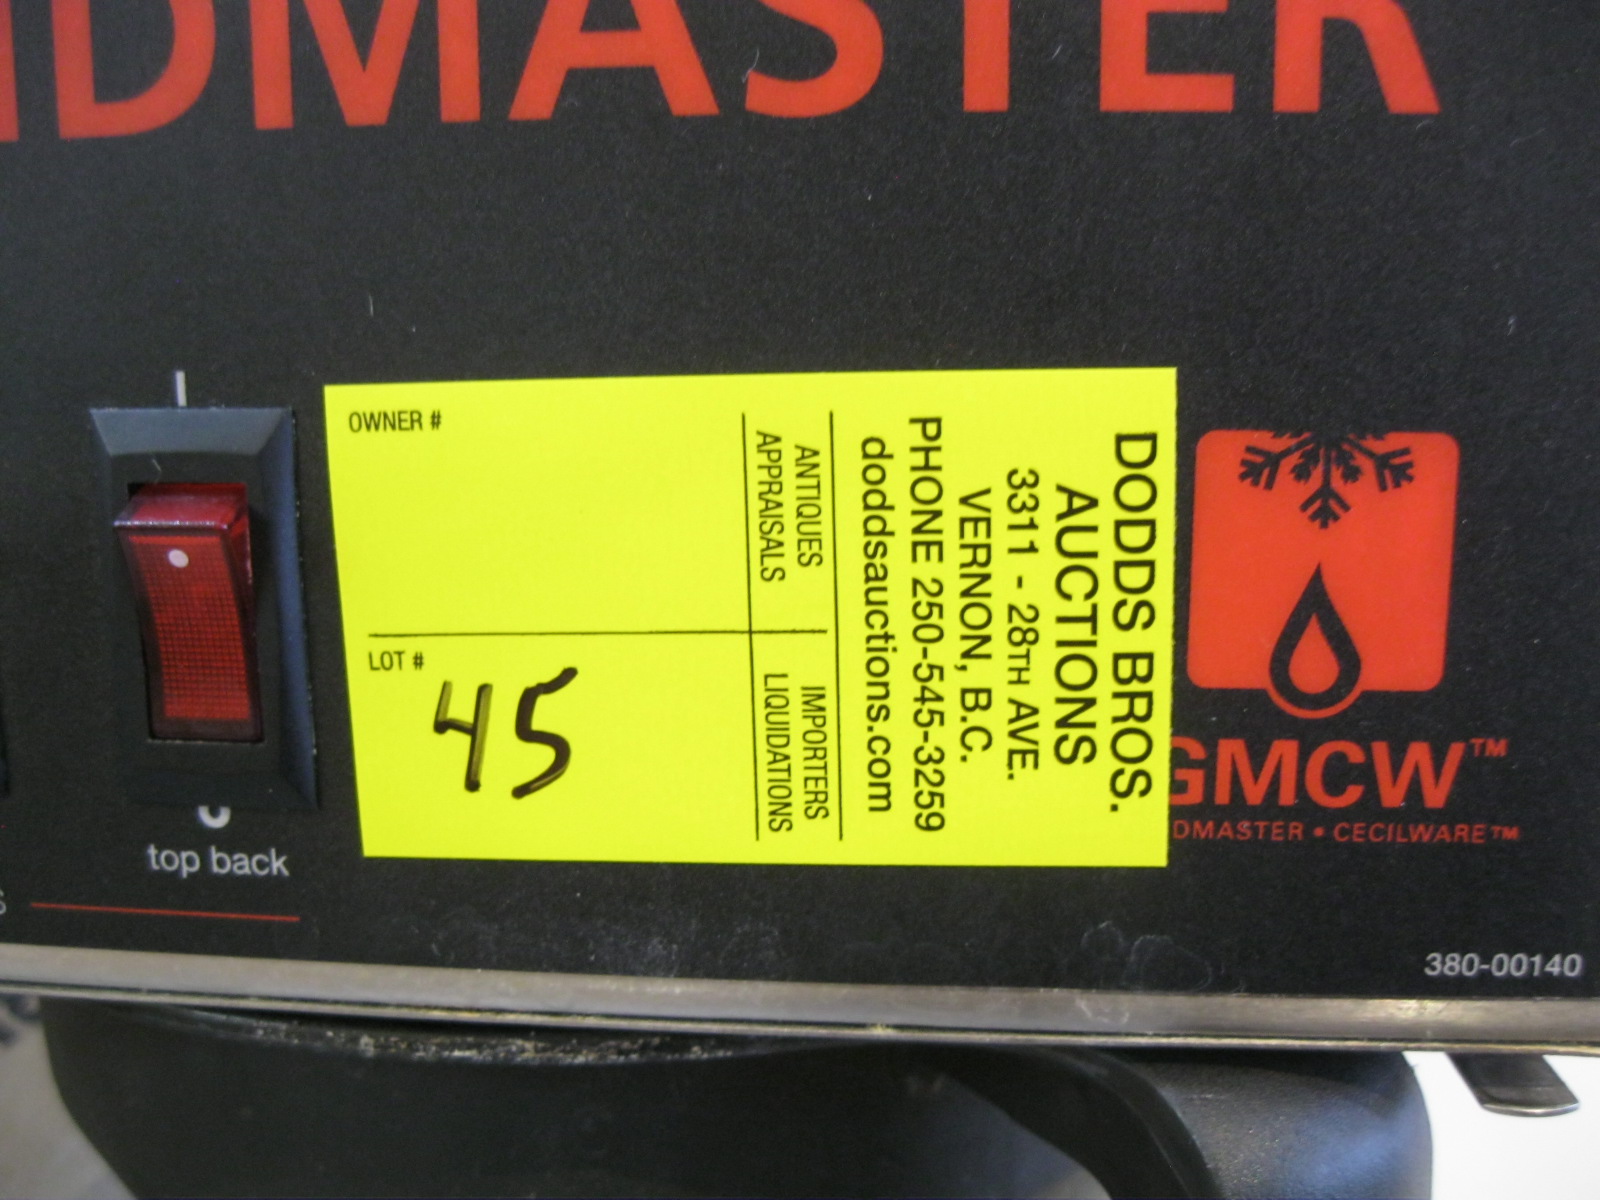 NDMASTER
OWNER #
LOT #
45
DODDS BROS.
AUCTIONS
3311 - 28TH AVE.
VERNON, B.C.
PHONE 250-545-3259
doddsauctions.com
ANTIQUES
APPRAISALS
IMPORTERS
LIQUIDATIONS
GMCW™
DMASTER • CECILWARE™
top back
380-00140